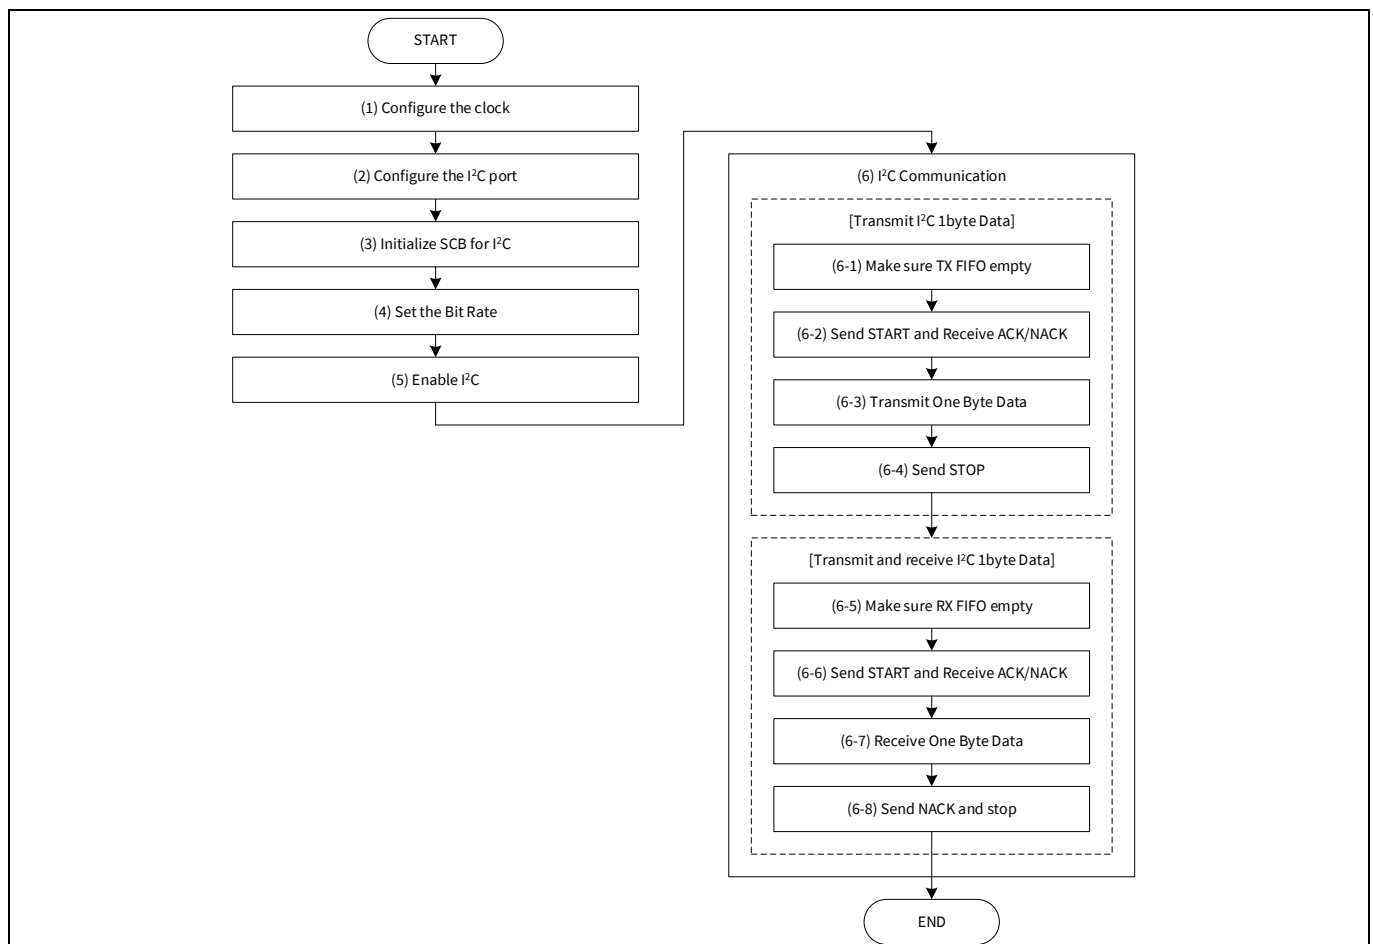 START
(1) Configure the clock
(2) Configure the I²C port
(3) Initialize SCB for I²C
(4) Set the Bit Rate
(5) Enable I²C
(6) I²C Communication
[Transmit I²C 1byte Data]
(6-1) Make sure TX FIFO empty
(6-2) Send START and Receive ACK/NACK
(6-3) Transmit One Byte Data
(6-4) Send STOP
[Transmit and receive I²C 1byte Data]
(6-5) Make sure RX FIFO empty
(6-6) Send START and Receive ACK/NACK
(6-7) Receive One Byte Data
(6-8) Send NACK and stop
END